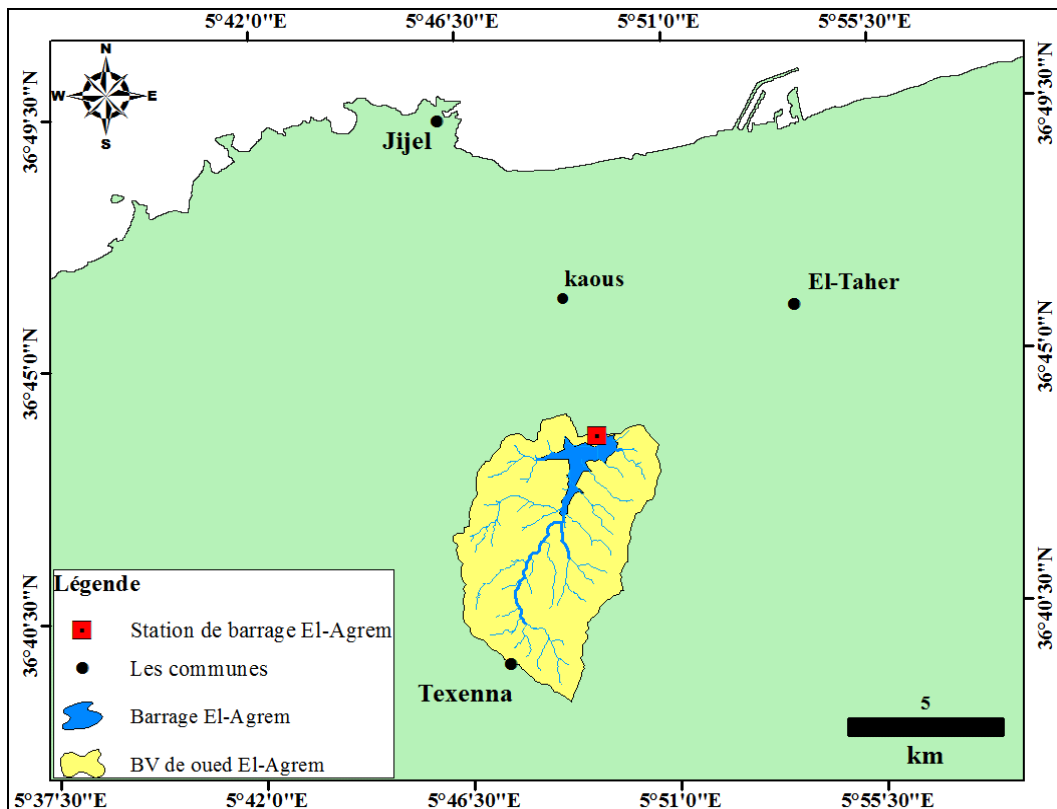 5°42'0"E 5°46'30"E 5°51'0"E 5°55'30"E
N
W E
S
36°49'30"N
36°49'30"N
Jijel
kaous
El-Taher
36°45'0"N
36°45'0"N
36°40'30"N
36°40'30"N
Texenna
Légende
Station de barrage El-Agrem
Les communes
Barrage El-Agrem
BV de oued El-Agrem
5
km
5°37'30"E 5°42'0"E 5°46'30"E 5°51'0"E 5°55'30"E